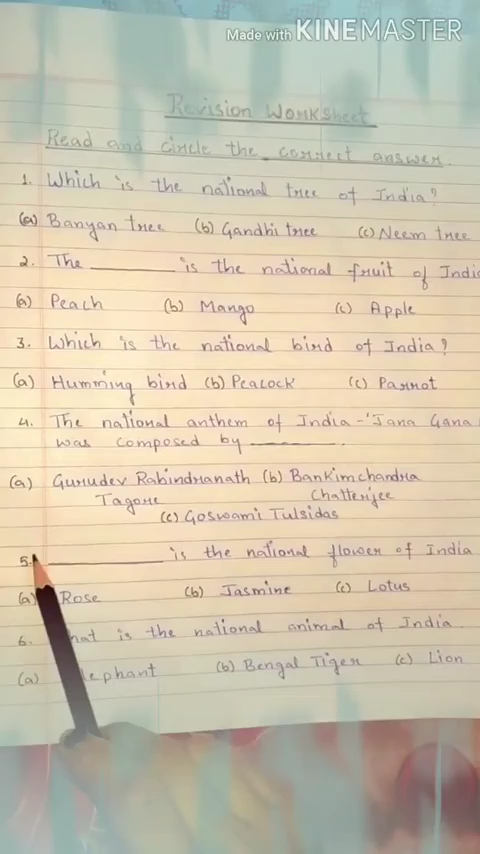 Made with KINEMASTER
Revision Worksheet
Read and circle the correct answer.
1. Which is the national tree of India?
(a) Banyan tree (b) Gandhi tree (c) Neem tree
2. The ________ is the national fruit of Indi
(a) Peach (b) Mango (c) Apple
3. Which is the national bird of India?
(a) Humming bird (b) Peacock (c) Parrot
4. The national anthem of India - 'Jana Gana
was composed by ________.
(a) Gurudev Rabindranath (b) Bankimchandra
Tagore Chatterjee
(c) Goswami Tulsidas
5. ________ is the national flower of India
(a) Rose (b) Jasmine (c) Lotus
6. hat is the national animal of India.
(a) lephant (b) Bengal Tiger (c) Lion